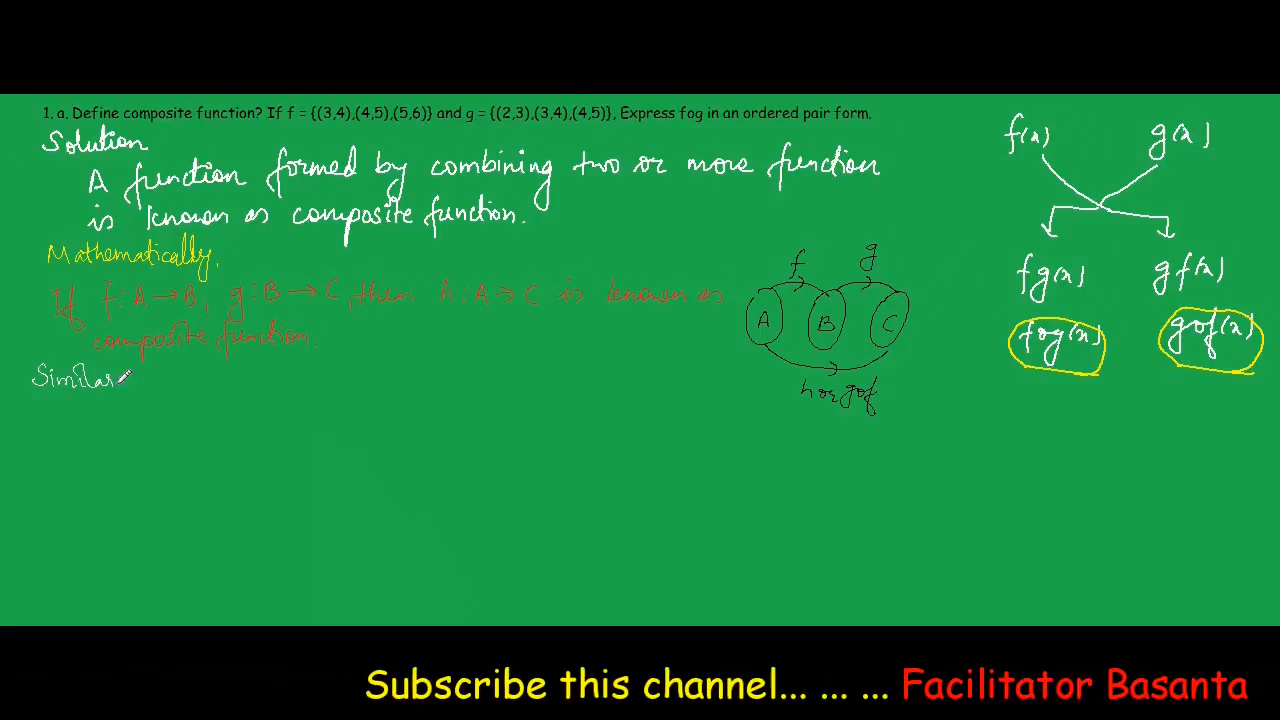 1. a. Define composite function? If f = {(3,4),(4,5),(5,6)} and g = {(2,3),(3,4),(4,5)}, Express fog in an ordered pair form.
Solution
A function formed by combining two or more function
is known as composite function.
Mathematically,
If f : A → B, g : B → C, then h : A → C is known as
composite function.
Similar
f g
A B C
h or gof
f(x) g(x)
fg(x) gf(x)
fog(x) gof(x)
Subscribe this channel... ... ... Facilitator Basanta